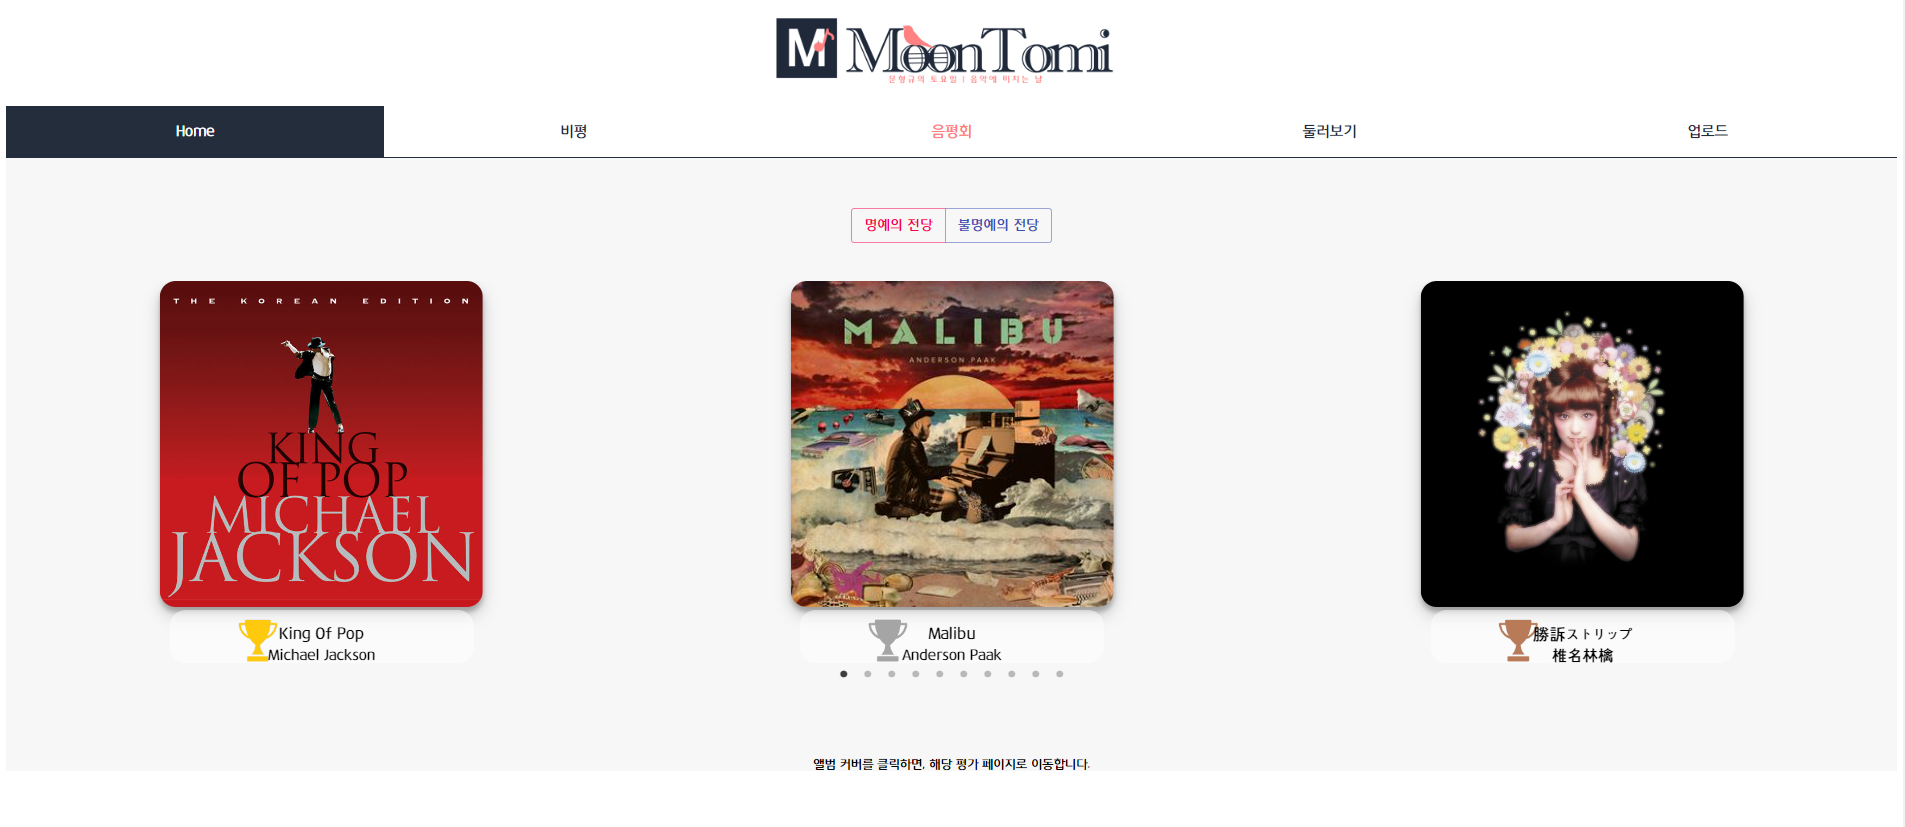 M MoonTomi
문형규의 토요일 | 음악에 미치는 날
Home
비평
음평회
둘러보기
업로드
명예의 전당
불명예의 전당
THE KOREAN EDITION
KING
OF POP
MICHAEL
JACKSON
MALIBU
ANDERSON PAAK
King Of Pop
Michael Jackson
Malibu
Anderson Paak
勝訴ストリップ
椎名林檎
앨범 커버를 클릭하면, 해당 평가 페이지로 이동합니다.